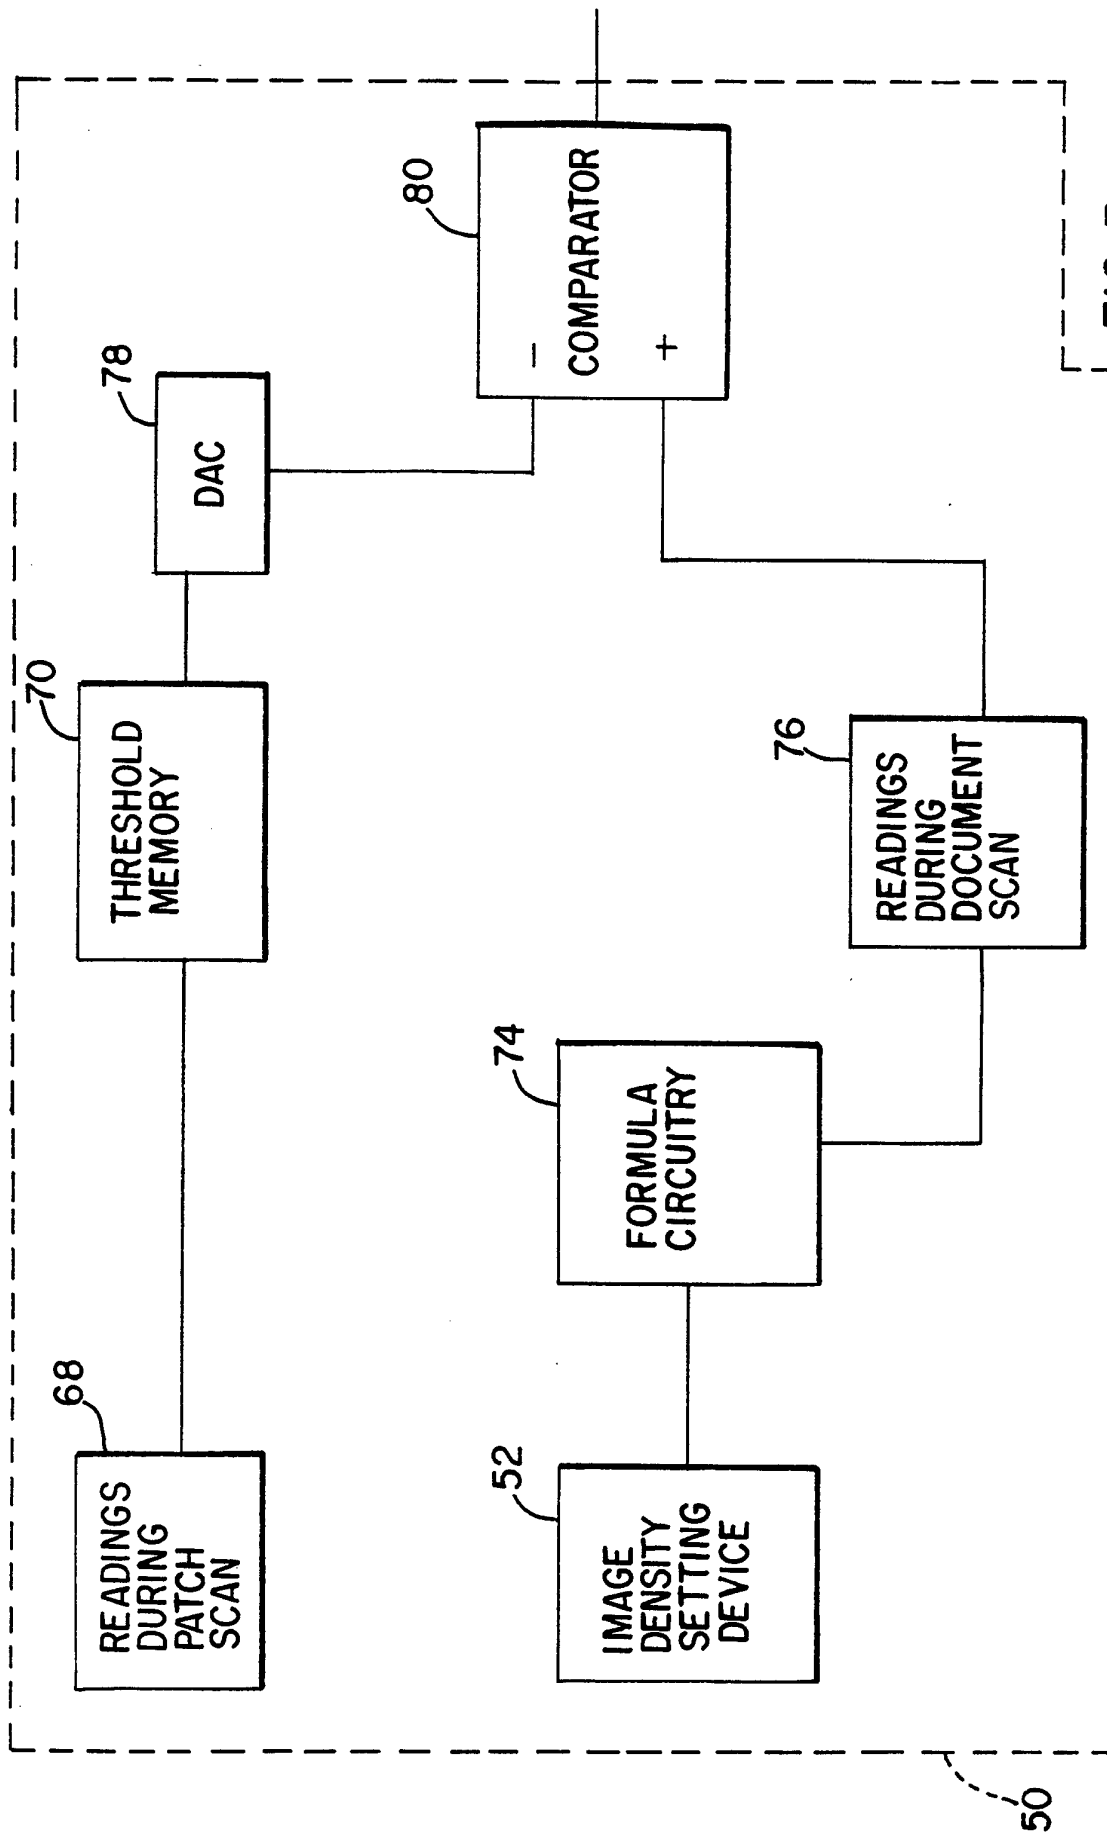 68
READINGS
DURING
PATCH
SCAN
70
THRESHOLD
MEMORY
78
DAC
80
-
COMPARATOR
+
52
IMAGE
DENSITY
SETTING
DEVICE
74
FORMULA
CIRCUITRY
76
READINGS
DURING
DOCUMENT
SCAN
50